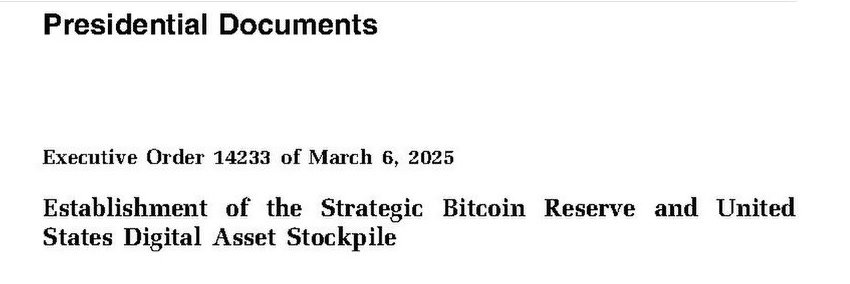 Presidential Documents
Executive Order 14233 of March 6, 2025
Establishment of the Strategic Bitcoin Reserve and United
States Digital Asset Stockpile